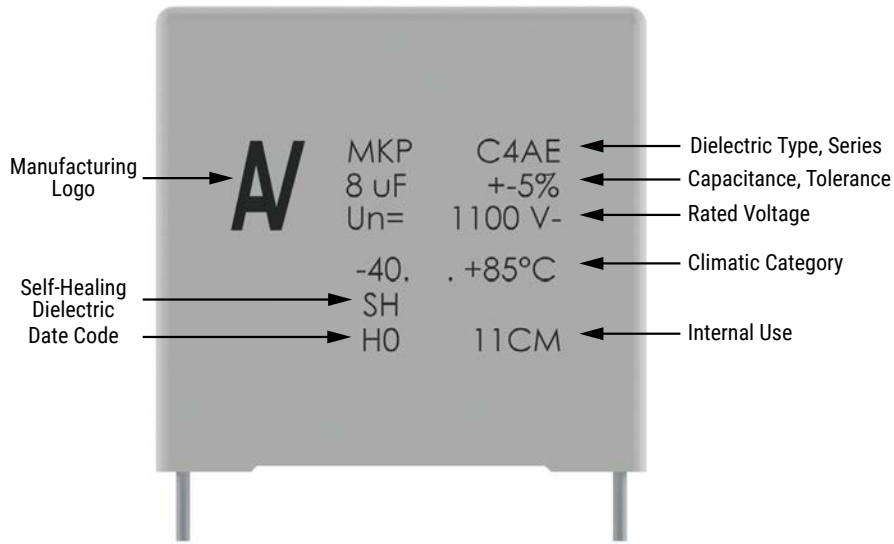 Manufacturing
Logo
Self-Healing
Dielectric
Date Code
AV
MKP C4AE
8 uF +-5%
Un= 1100 V-
-40. . +85°C
SH
H0 11CM
Dielectric Type, Series
Capacitance, Tolerance
Rated Voltage
Climatic Category
Internal Use